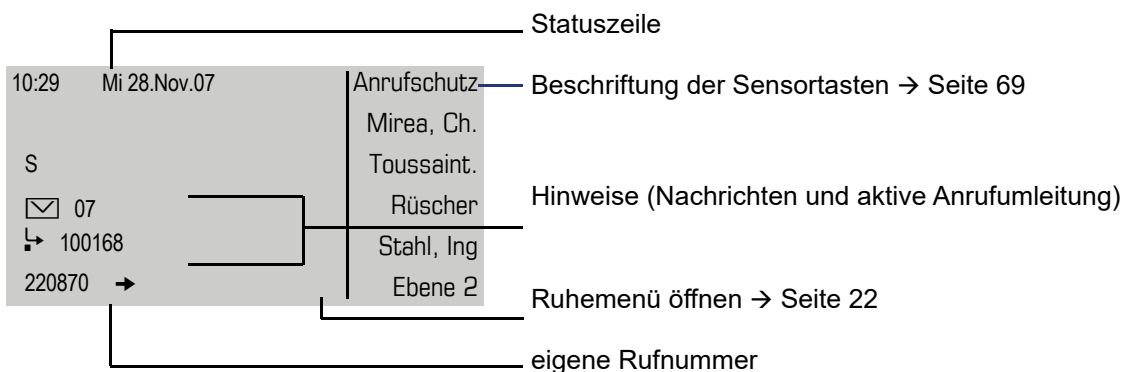 Statuszeile
10:29 Mi 28.Nov.07 Anrufschutz
Beschriftung der Sensortasten → Seite 69
Mirea, Ch.
S Toussaint.
07 Rüscher
Hinweise (Nachrichten und aktive Anrufumleitung)
100168 Stahl, Ing
220870 → Ebene 2
Ruhemenü öffnen → Seite 22
eigene Rufnummer